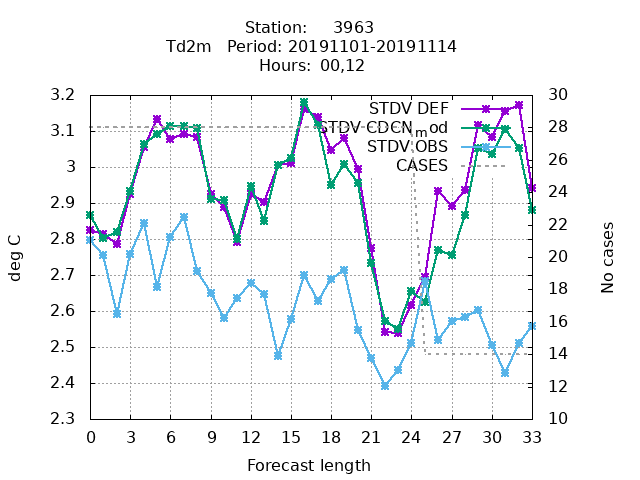 Station:     3963
Td2m   Period: 20191101-20191114
Hours: 00,12
3.2 30
3.1 28
3 26
2.9 24
2.8 22
2.7 20
2.6 18
2.5 16
2.4 14
2.3 12
10
STDV DEF
STDV CDCN_mod
STDV OBS
CASES
deg C
No cases
0 3 6 9 12 15 18 21 24 27 30 33
Forecast length